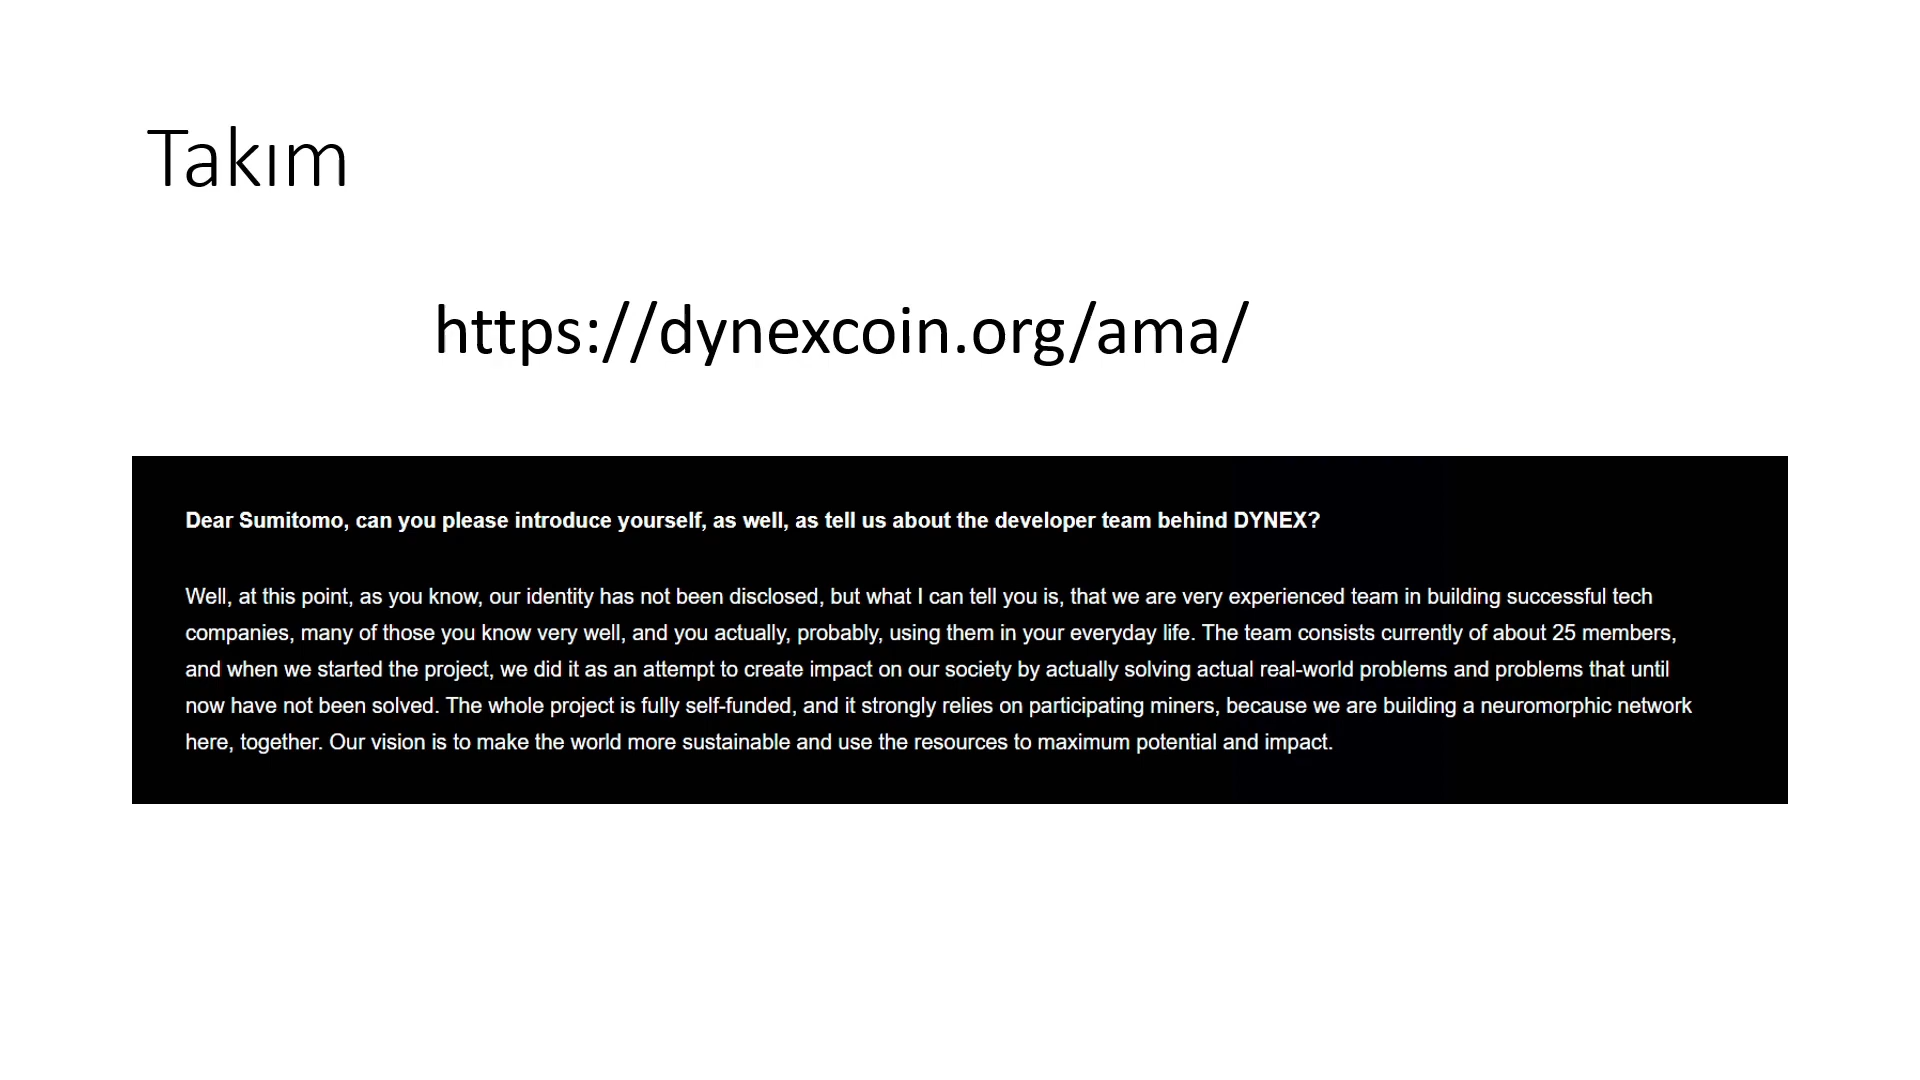 Takım
https://dynexcoin.org/ama/
Dear Sumitomo, can you please introduce yourself, as well, as tell us about the developer team behind DYNEX?
Well, at this point, as you know, our identity has not been disclosed, but what I can tell you is, that we are very experienced team in building successful tech
companies, many of those you know very well, and you actually, probably, using them in your everyday life. The team consists currently of about 25 members,
and when we started the project, we did it as an attempt to create impact on our society by actually solving actual real-world problems and problems that until
now have not been solved. The whole project is fully self-funded, and it strongly relies on participating miners, because we are building a neuromorphic network
here, together. Our vision is to make the world more sustainable and use the resources to maximum potential and impact.